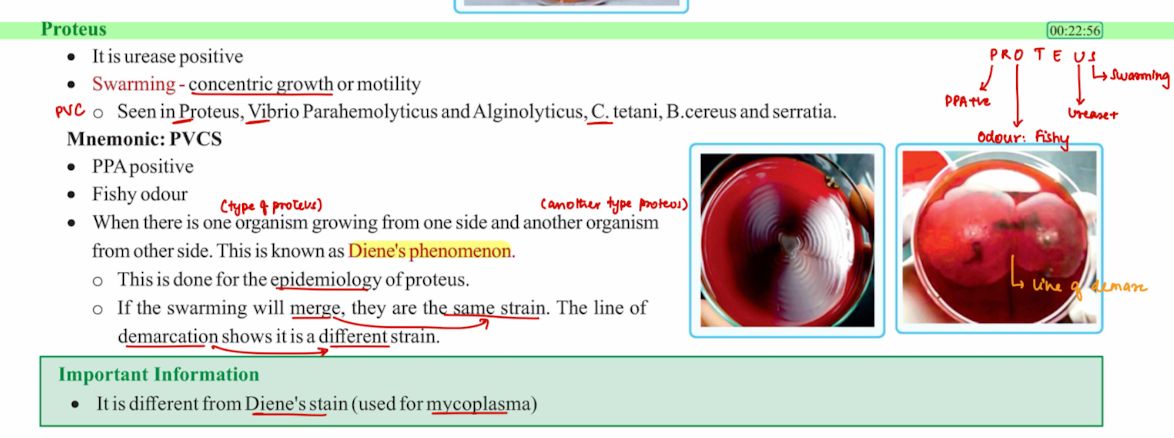 Proteus
00:22:56
PROTEUS
Swarming
PPA+ve
Urease+
Odour: Fishy
• It is urease positive
• Swarming - concentric growth or motility
PVC
○ Seen in Proteus, Vibrio Parahemolyticus and Alginolyticus, C. tetani, B.cereus and serratia.
Mnemonic: PVCS
• PPA positive
• Fishy odour
(type of proteus)
(another type proteus)
• When there is one organism growing from one side and another organism
from other side. This is known as Diene's phenomenon.
○ This is done for the epidemiology of proteus.
○ If the swarming will merge, they are the same strain. The line of
demarcation shows it is a different strain.
Line of demarc
Important Information
• It is different from Diene's stain (used for mycoplasma)